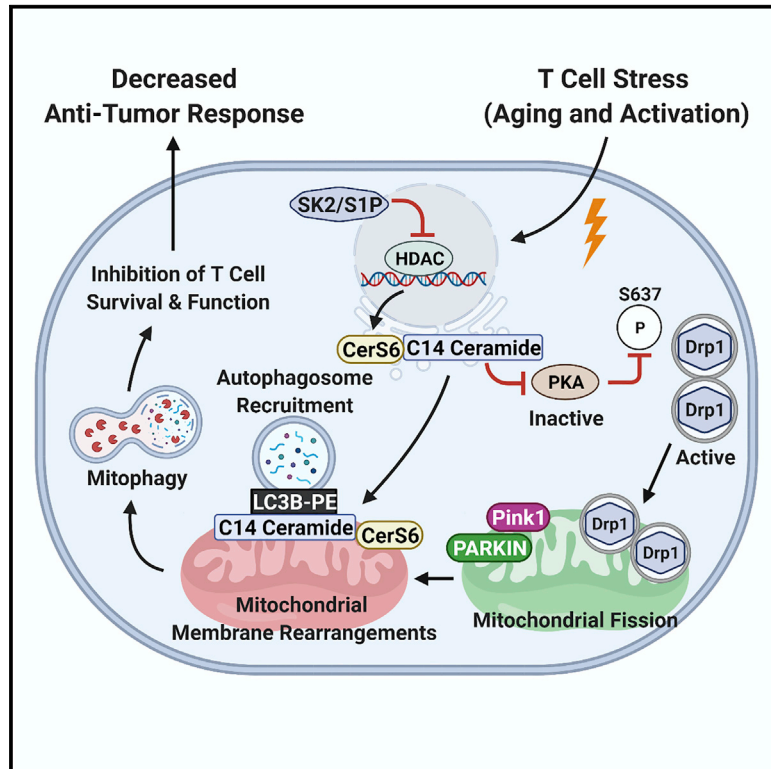 Decreased
Anti-Tumor Response
T Cell Stress
(Aging and Activation)
SK2/S1P
HDAC
Inhibition of T Cell
Survival & Function
S637
P
Drp1
CerS6
C14 Ceramide
PKA
Inactive
Drp1
Active
Autophagosome
Recruitment
Mitophagy
LC3B-PE
C14 Ceramide
CerS6
Pink1
PARKIN
Drp1
Drp1
Mitochondrial
Membrane Rearrangements
Mitochondrial Fission